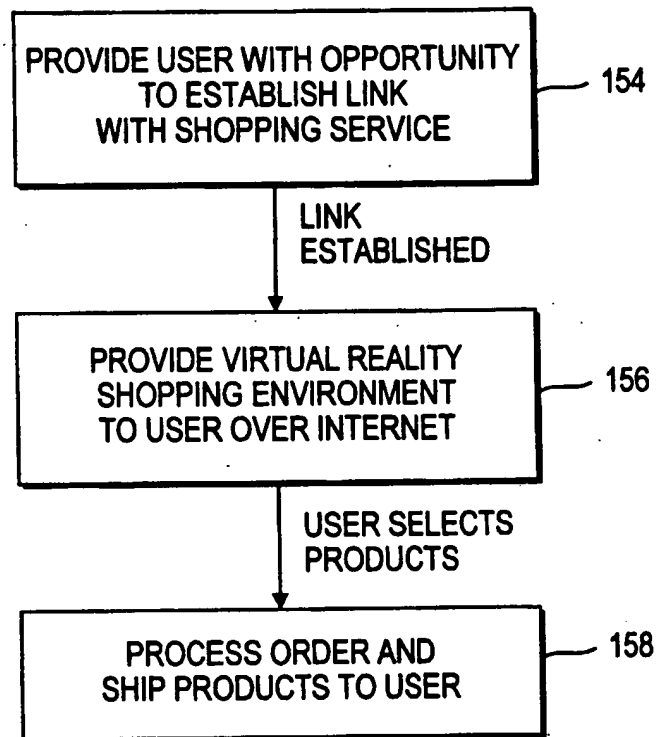 PROVIDE USER WITH OPPORTUNITY
TO ESTABLISH LINK
WITH SHOPPING SERVICE
154
LINK
ESTABLISHED
PROVIDE VIRTUAL REALITY
SHOPPING ENVIRONMENT
TO USER OVER INTERNET
156
USER SELECTS
PRODUCTS
PROCESS ORDER AND
SHIP PRODUCTS TO USER
158